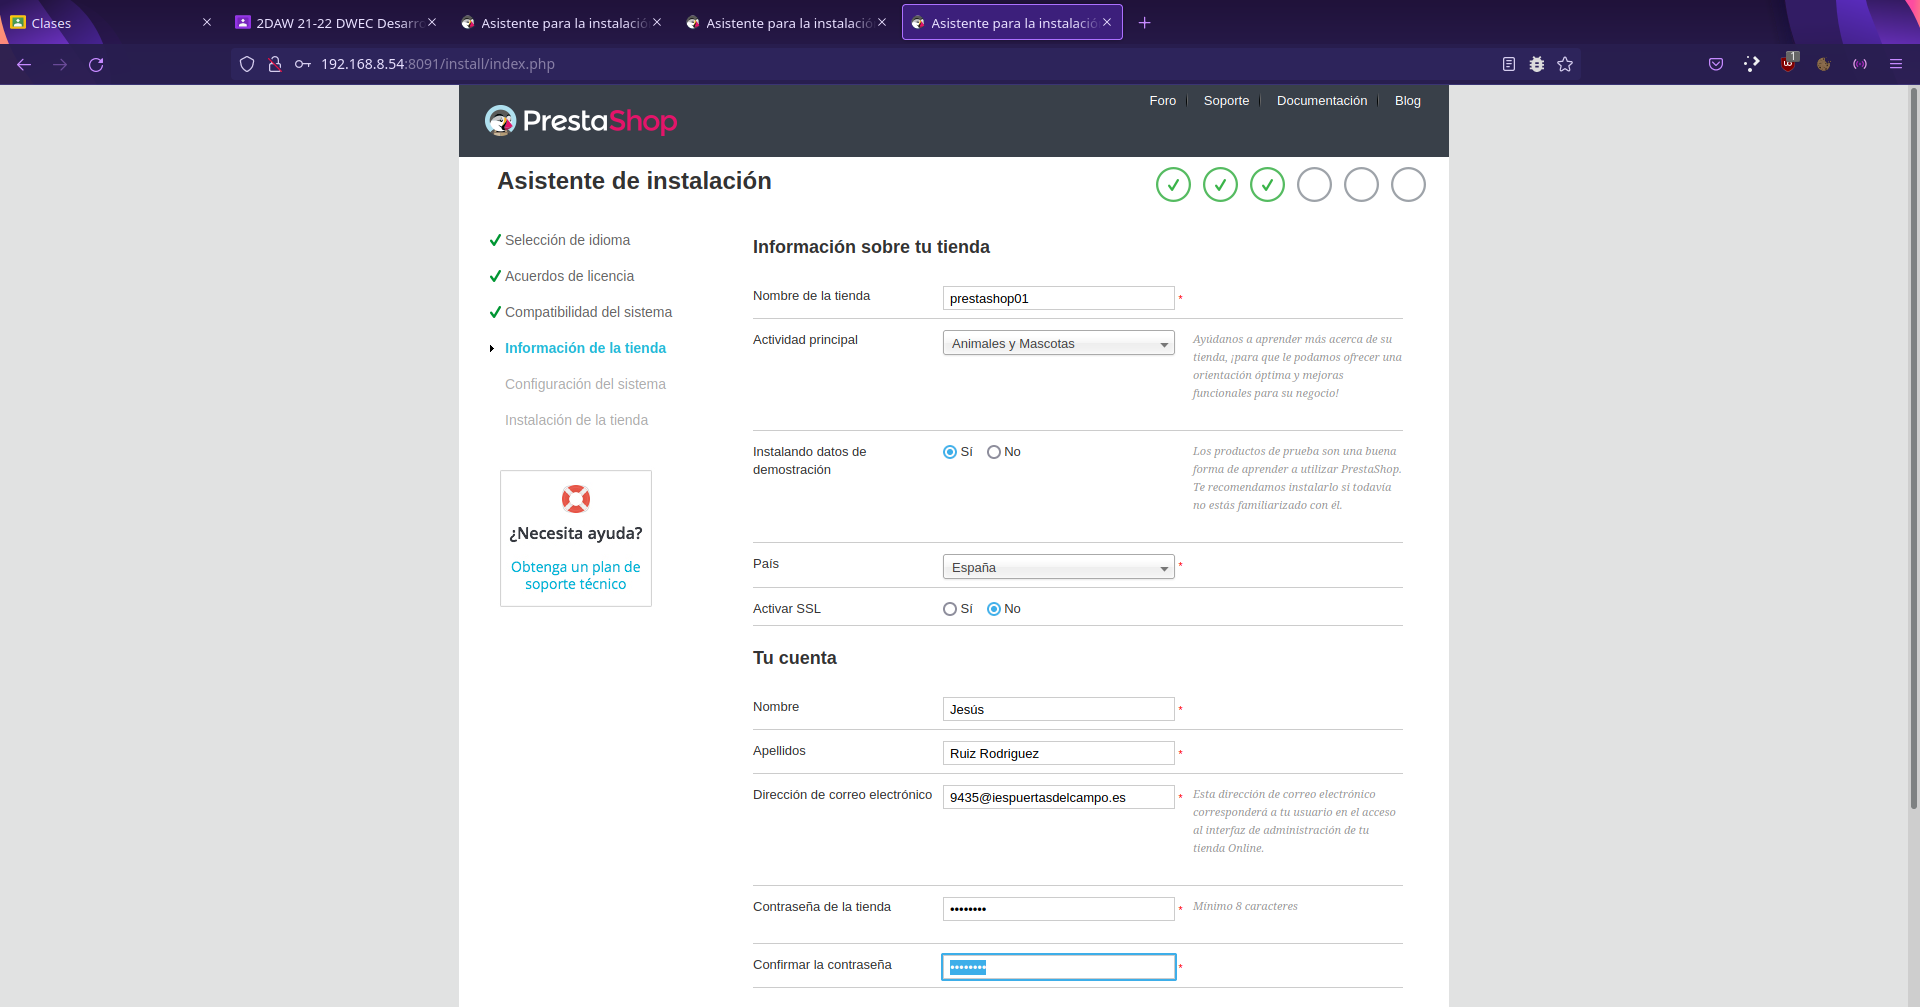 Clases
2DAW 21-22 DWEC Desarr
Asistente para la instalació
Asistente para la instalació
Asistente para la instalació
192.168.8.54:8091/install/index.php
1
Foro
Soporte
Documentación
Blog
PrestaShop
Asistente de instalación
Selección de idioma
Acuerdos de licencia
Compatibilidad del sistema
Información de la tienda
Configuración del sistema
Instalación de la tienda
¿Necesita ayuda?
Obtenga un plan de
soporte técnico
Información sobre tu tienda
Nombre de la tienda
prestashop01 *
Actividad principal
Animales y Mascotas
Ayúdanos a aprender más acerca de su
tienda, ¡para que le podamos ofrecer una
orientación óptima y mejoras
funcionales para su negocio!
Instalando datos de
demostración
Sí No
Los productos de prueba son una buena
forma de aprender a utilizar PrestaShop.
Te recomendamos instalarlo si todavía
no estás familiarizado con él.
País
España *
Activar SSL
Sí No
Tu cuenta
Nombre
Jesús *
Apellidos
Ruiz Rodriguez *
Dirección de correo electrónico
9435@iespuertasdelcampo.es *
Esta dirección de correo electrónico
corresponderá a tu usuario en el acceso
al interfaz de administración de tu
tienda Online.
Contraseña de la tienda
•••••••• *
Mínimo 8 caracteres
Confirmar la contraseña
•••••••• *